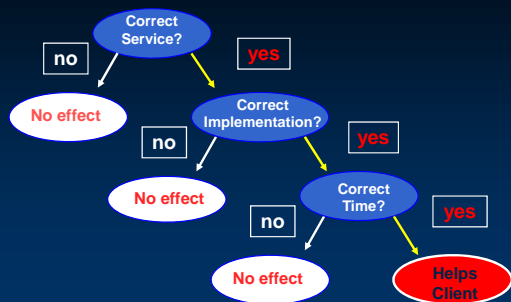 Correct
Service?
no
yes
No effect
Correct
Implementation?
no
yes
No effect
Correct
Time?
no
yes
No effect
Helps
Client